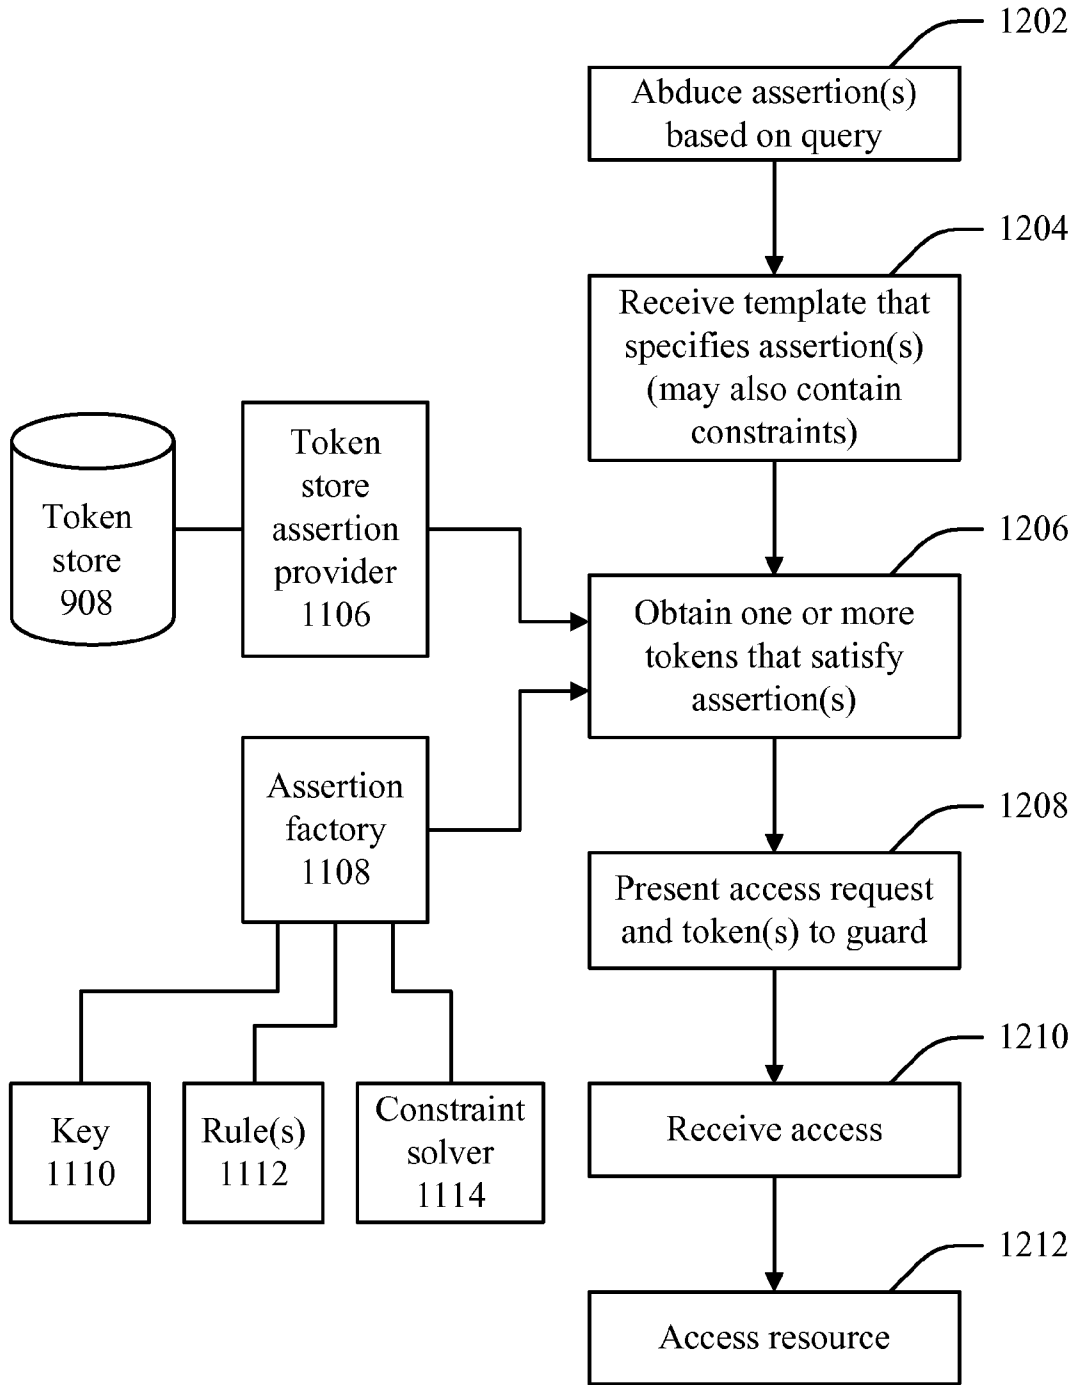 1202
Abduce assertion(s)
based on query
1204
Receive template that
specifies assertion(s)
(may also contain
constraints)
Token
store
908
Token
store
assertion
provider
1106
1206
Obtain one or more
tokens that satisfy
assertion(s)
Assertion
factory
1108
1208
Present access request
and token(s) to guard
Key
1110
Rule(s)
1112
Constraint
solver
1114
1210
Receive access
1212
Access resource